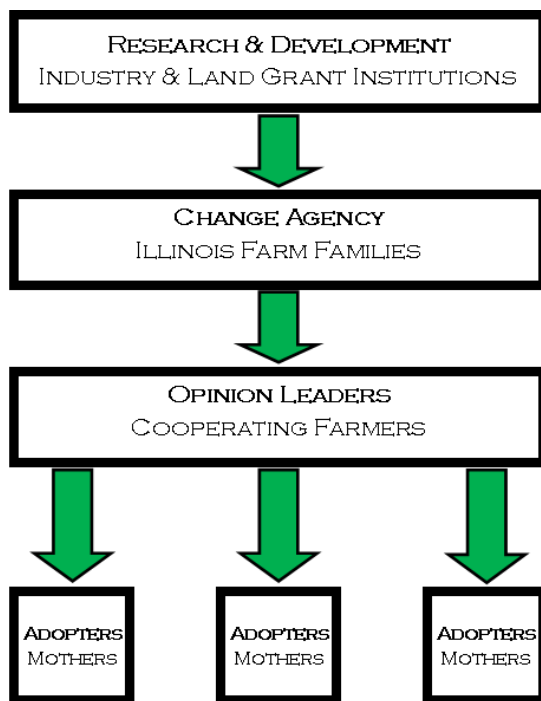 Research & Development
Industry & Land Grant Institutions
Change Agency
Illinois Farm Families
Opinion Leaders
Cooperating Farmers
Adopters
Mothers
Adopters
Mothers
Adopters
Mothers